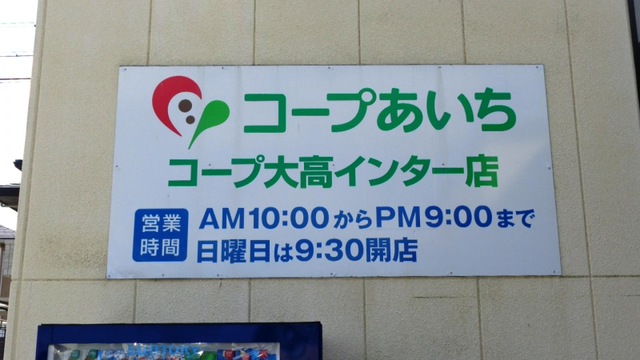 コープあいち
コープ大高インター店
営業時間 AM10:00からPM9:00まで
日曜日は9:30開店